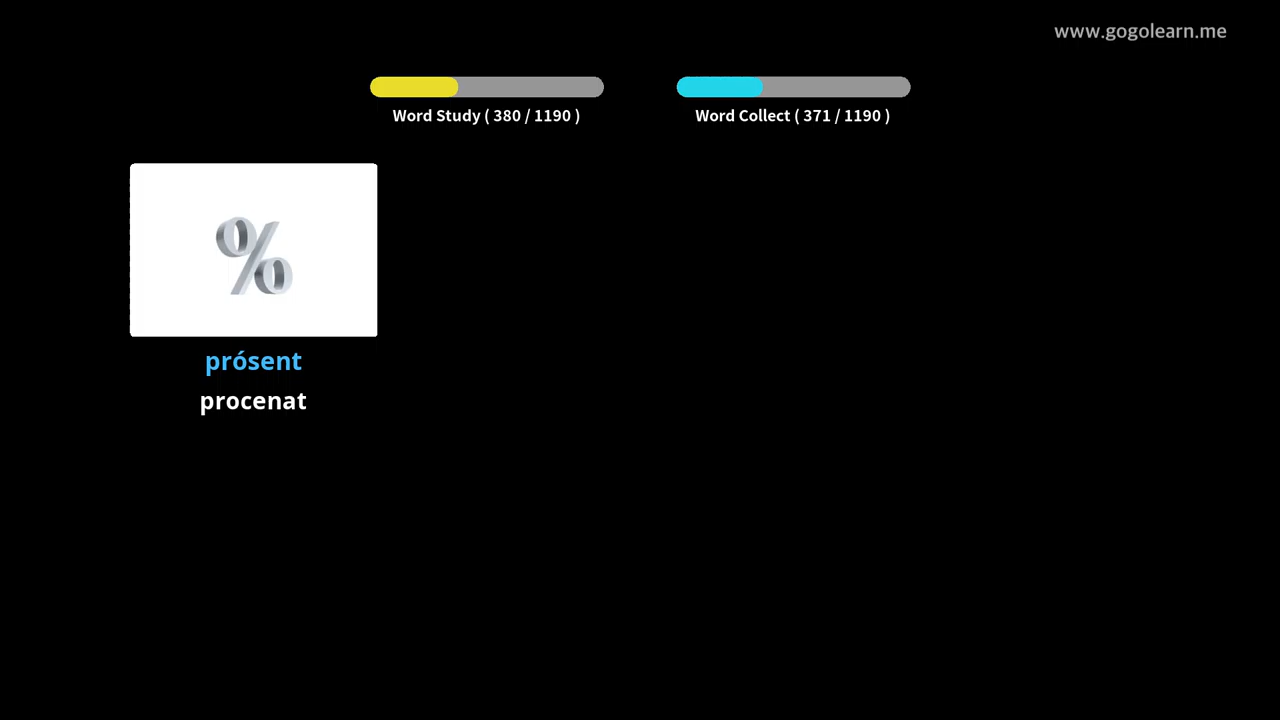 www.gogolearn.me
Word Study ( 380 / 1190 )
Word Collect ( 371 / 1190 )
%
prósent
procenat